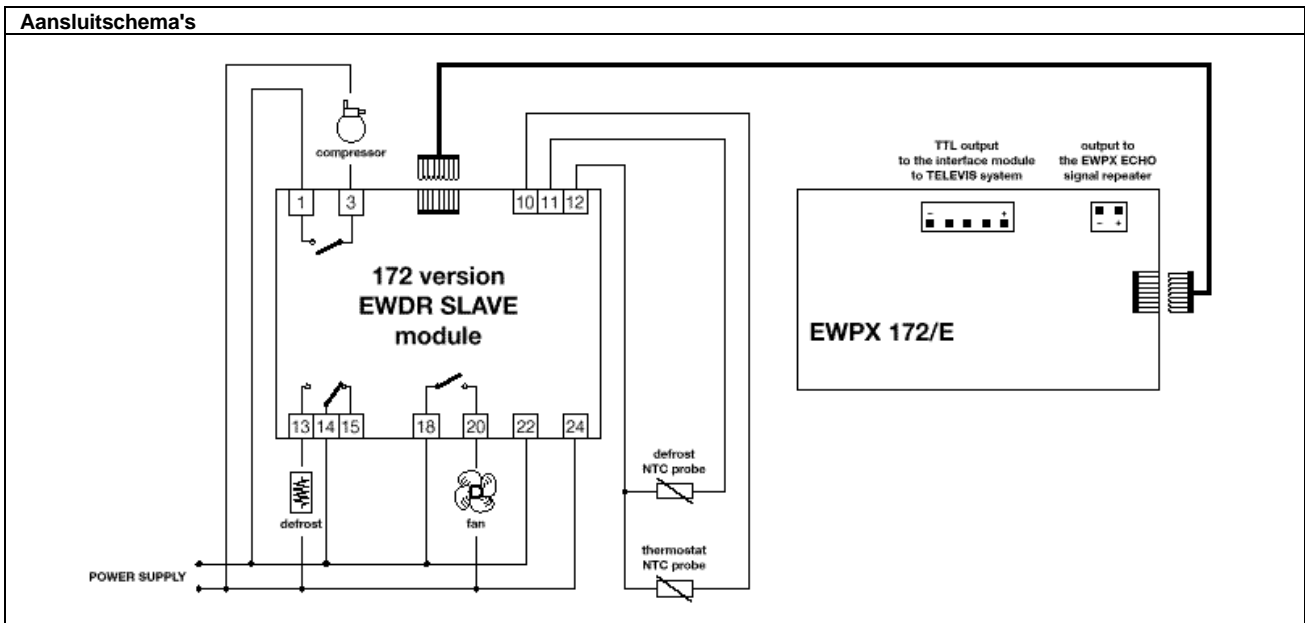 Aansluitschema's
compressor
TTL output
to the interface module
to TELEVIS system
output to
the EWPX ECHO
signal repeater
- +
- +
1 3 10 11 12
172 version
EWDR SLAVE
module
EWPX 172/E
13 14 15 18 20 22 24
defrost
NTC probe
defrost
fan
thermostat
NTC probe
POWER SUPPLY